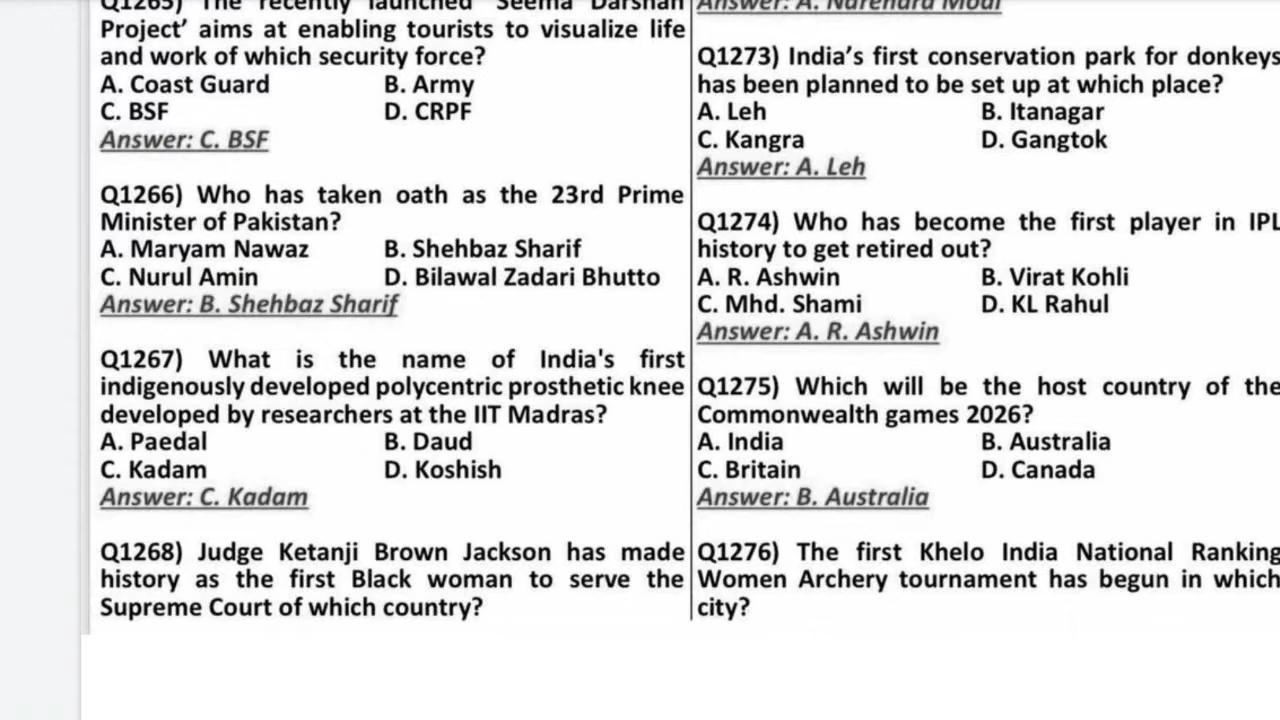 Q1265) The recently launched 'Seema Darshan
Project' aims at enabling tourists to visualize life
and work of which security force?
A. Coast Guard B. Army
C. BSF D. CRPF
Answer: C. BSF
Q1266) Who has taken oath as the 23rd Prime
Minister of Pakistan?
A. Maryam Nawaz B. Shehbaz Sharif
C. Nurul Amin D. Bilawal Zadari Bhutto
Answer: B. Shehbaz Sharif
Q1267) What is the name of India's first
indigenously developed polycentric prosthetic knee
developed by researchers at the IIT Madras?
A. Paedal B. Daud
C. Kadam D. Koshish
Answer: C. Kadam
Q1268) Judge Ketanji Brown Jackson has made
history as the first Black woman to serve the
Supreme Court of which country?
Answer: A. Narendra Modi
Q1273) India’s first conservation park for donkeys
has been planned to be set up at which place?
A. Leh B. Itanagar
C. Kangra D. Gangtok
Answer: A. Leh
Q1274) Who has become the first player in IPL
history to get retired out?
A. R. Ashwin B. Virat Kohli
C. Mhd. Shami D. KL Rahul
Answer: A. R. Ashwin
Q1275) Which will be the host country of the
Commonwealth games 2026?
A. India B. Australia
C. Britain D. Canada
Answer: B. Australia
Q1276) The first Khelo India National Ranking
Women Archery tournament has begun in which
city?